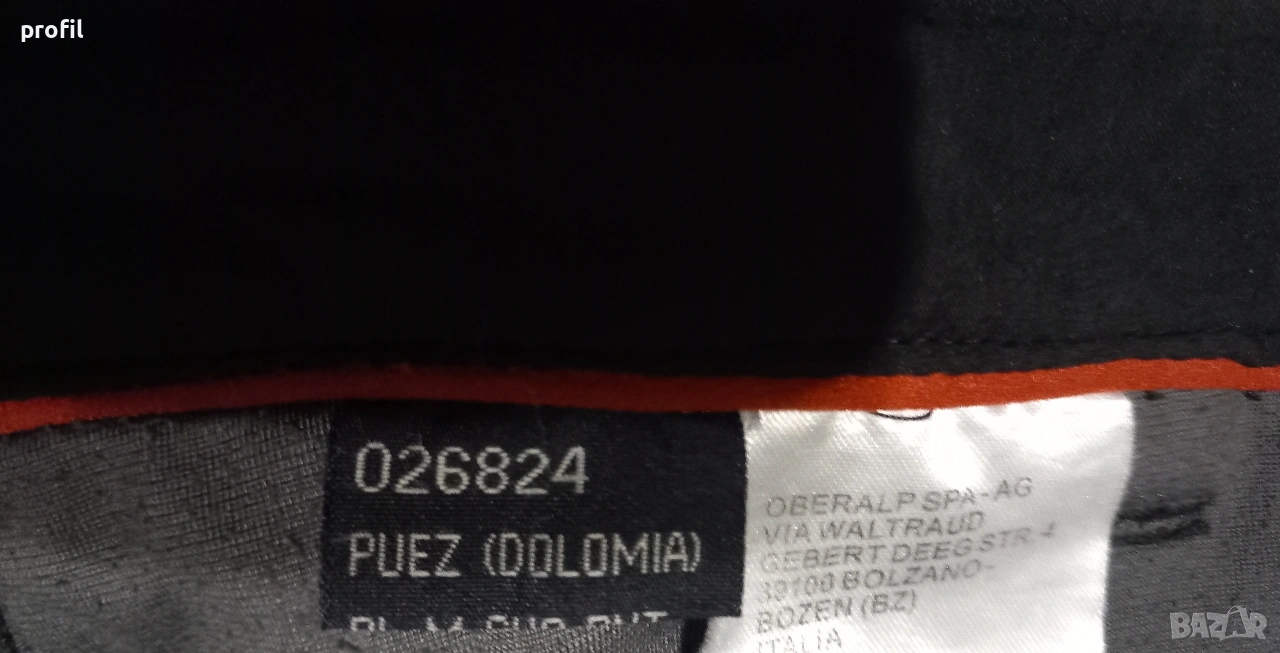 profil
026824
PUEZ (DOLOMIA)
OBERALP SPA-AG
VIA WALTRAUD
GEBERT DEEG STR. 4
39100 BOLZANO-
BOZEN (BZ)
ITALIA
BAZAR